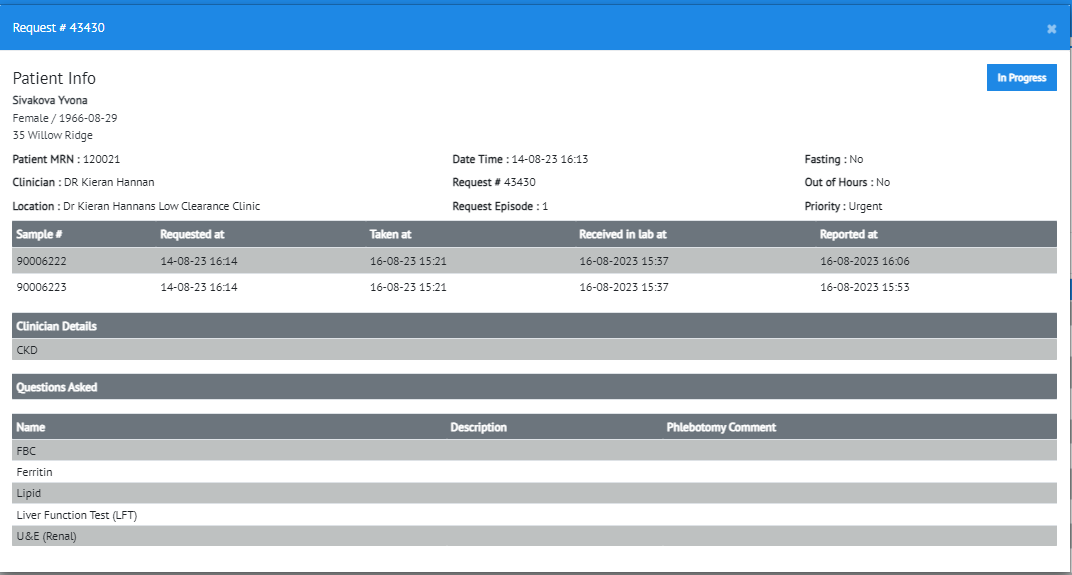 Request # 43430
Patient Info
In Progress
Sivakova Yvona
Female / 1966-08-29
35 Willow Ridge
Patient MRN : 120021 Date Time : 14-08-23 16:13 Fasting : No
Clinician : DR Kieran Hannan Request # 43430 Out of Hours : No
Location : Dr Kieran Hannans Low Clearance Clinic Request Episode : 1 Priority : Urgent
Sample # Requested at Taken at Received in lab at Reported at
90006222 14-08-23 16:14 16-08-23 15:21 16-08-2023 15:37 16-08-2023 16:06
90006223 14-08-23 16:14 16-08-23 15:21 16-08-2023 15:37 16-08-2023 15:53
Clinician Details
CKD
Questions Asked
Name Description Phlebotomy Comment
FBC
Ferritin
Lipid
Liver Function Test (LFT)
U&E (Renal)